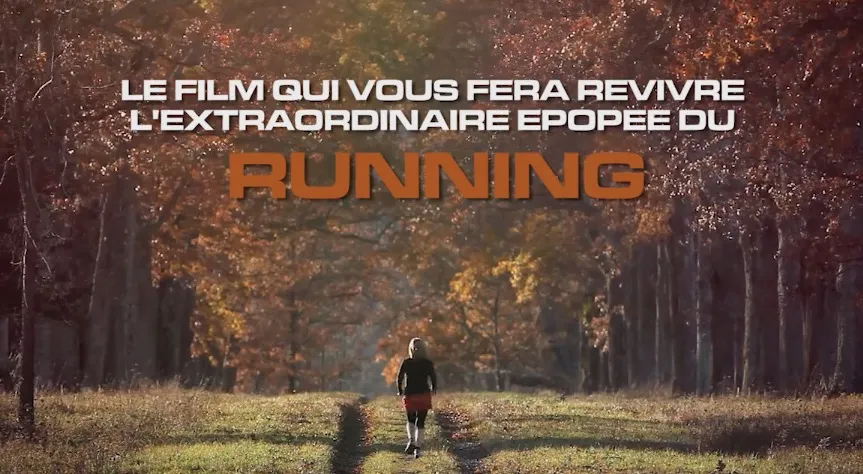 LE FILM QUI VOUS FERA REVIVRE
L'EXTRAORDINAIRE EPOPEE DU
RUNNING